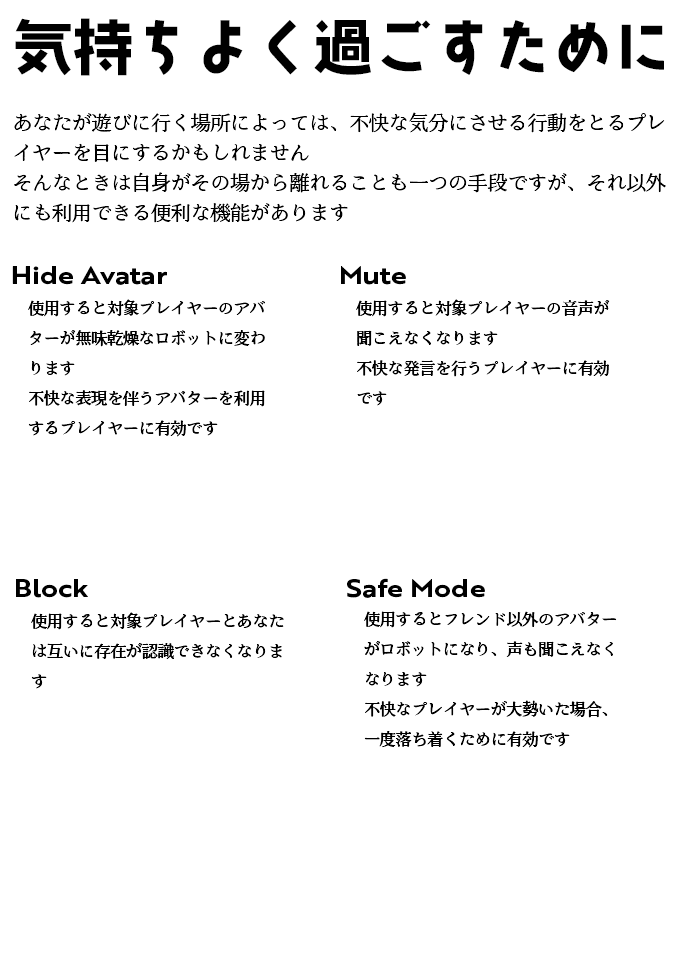 気持ちよく過ごすために
あなたが遊びに行く場所によっては、不快な気分にさせる行動をとるプレ
イヤーを目にするかもしれません
そんなときは自身がその場から離れることも一つの手段ですが、それ以外
にも利用できる便利な機能があります
Hide Avatar
使用すると対象プレイヤーのアバ
ターが無味乾燥なロボットに変わ
ります
不快な表現を伴うアバターを利用
するプレイヤーに有効です
Mute
使用すると対象プレイヤーの音声が
聞こえなくなります
不快な発言を行うプレイヤーに有効
です
Block
使用すると対象プレイヤーとあなた
は互いに存在が認識できなくなりま
す
Safe Mode
使用するとフレンド以外のアバター
がロボットになり、声も聞こえなく
なります
不快なプレイヤーが大勢いた場合、
一度落ち着くために有効です